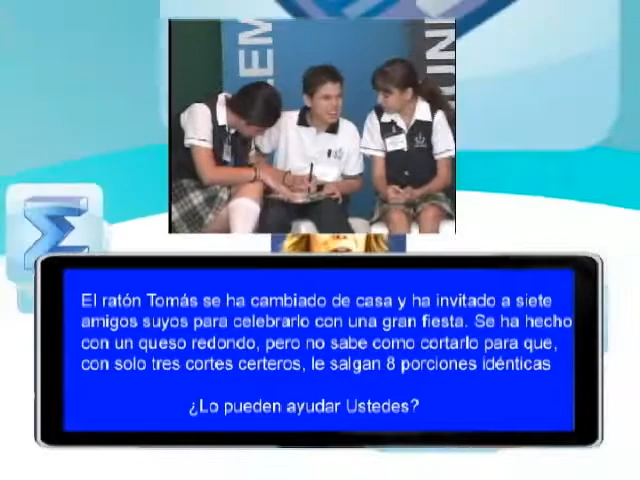 LEM
UNI
El ratón Tomás se ha cambiado de casa y ha invitado a siete
amigos suyos para celebrarlo con una gran fiesta. Se ha hecho
con un queso redondo, pero no sabe como cortarlo para que,
con solo tres cortes certeros, le salgan 8 porciones idénticas
¿Lo pueden ayudar Ustedes?
Σ